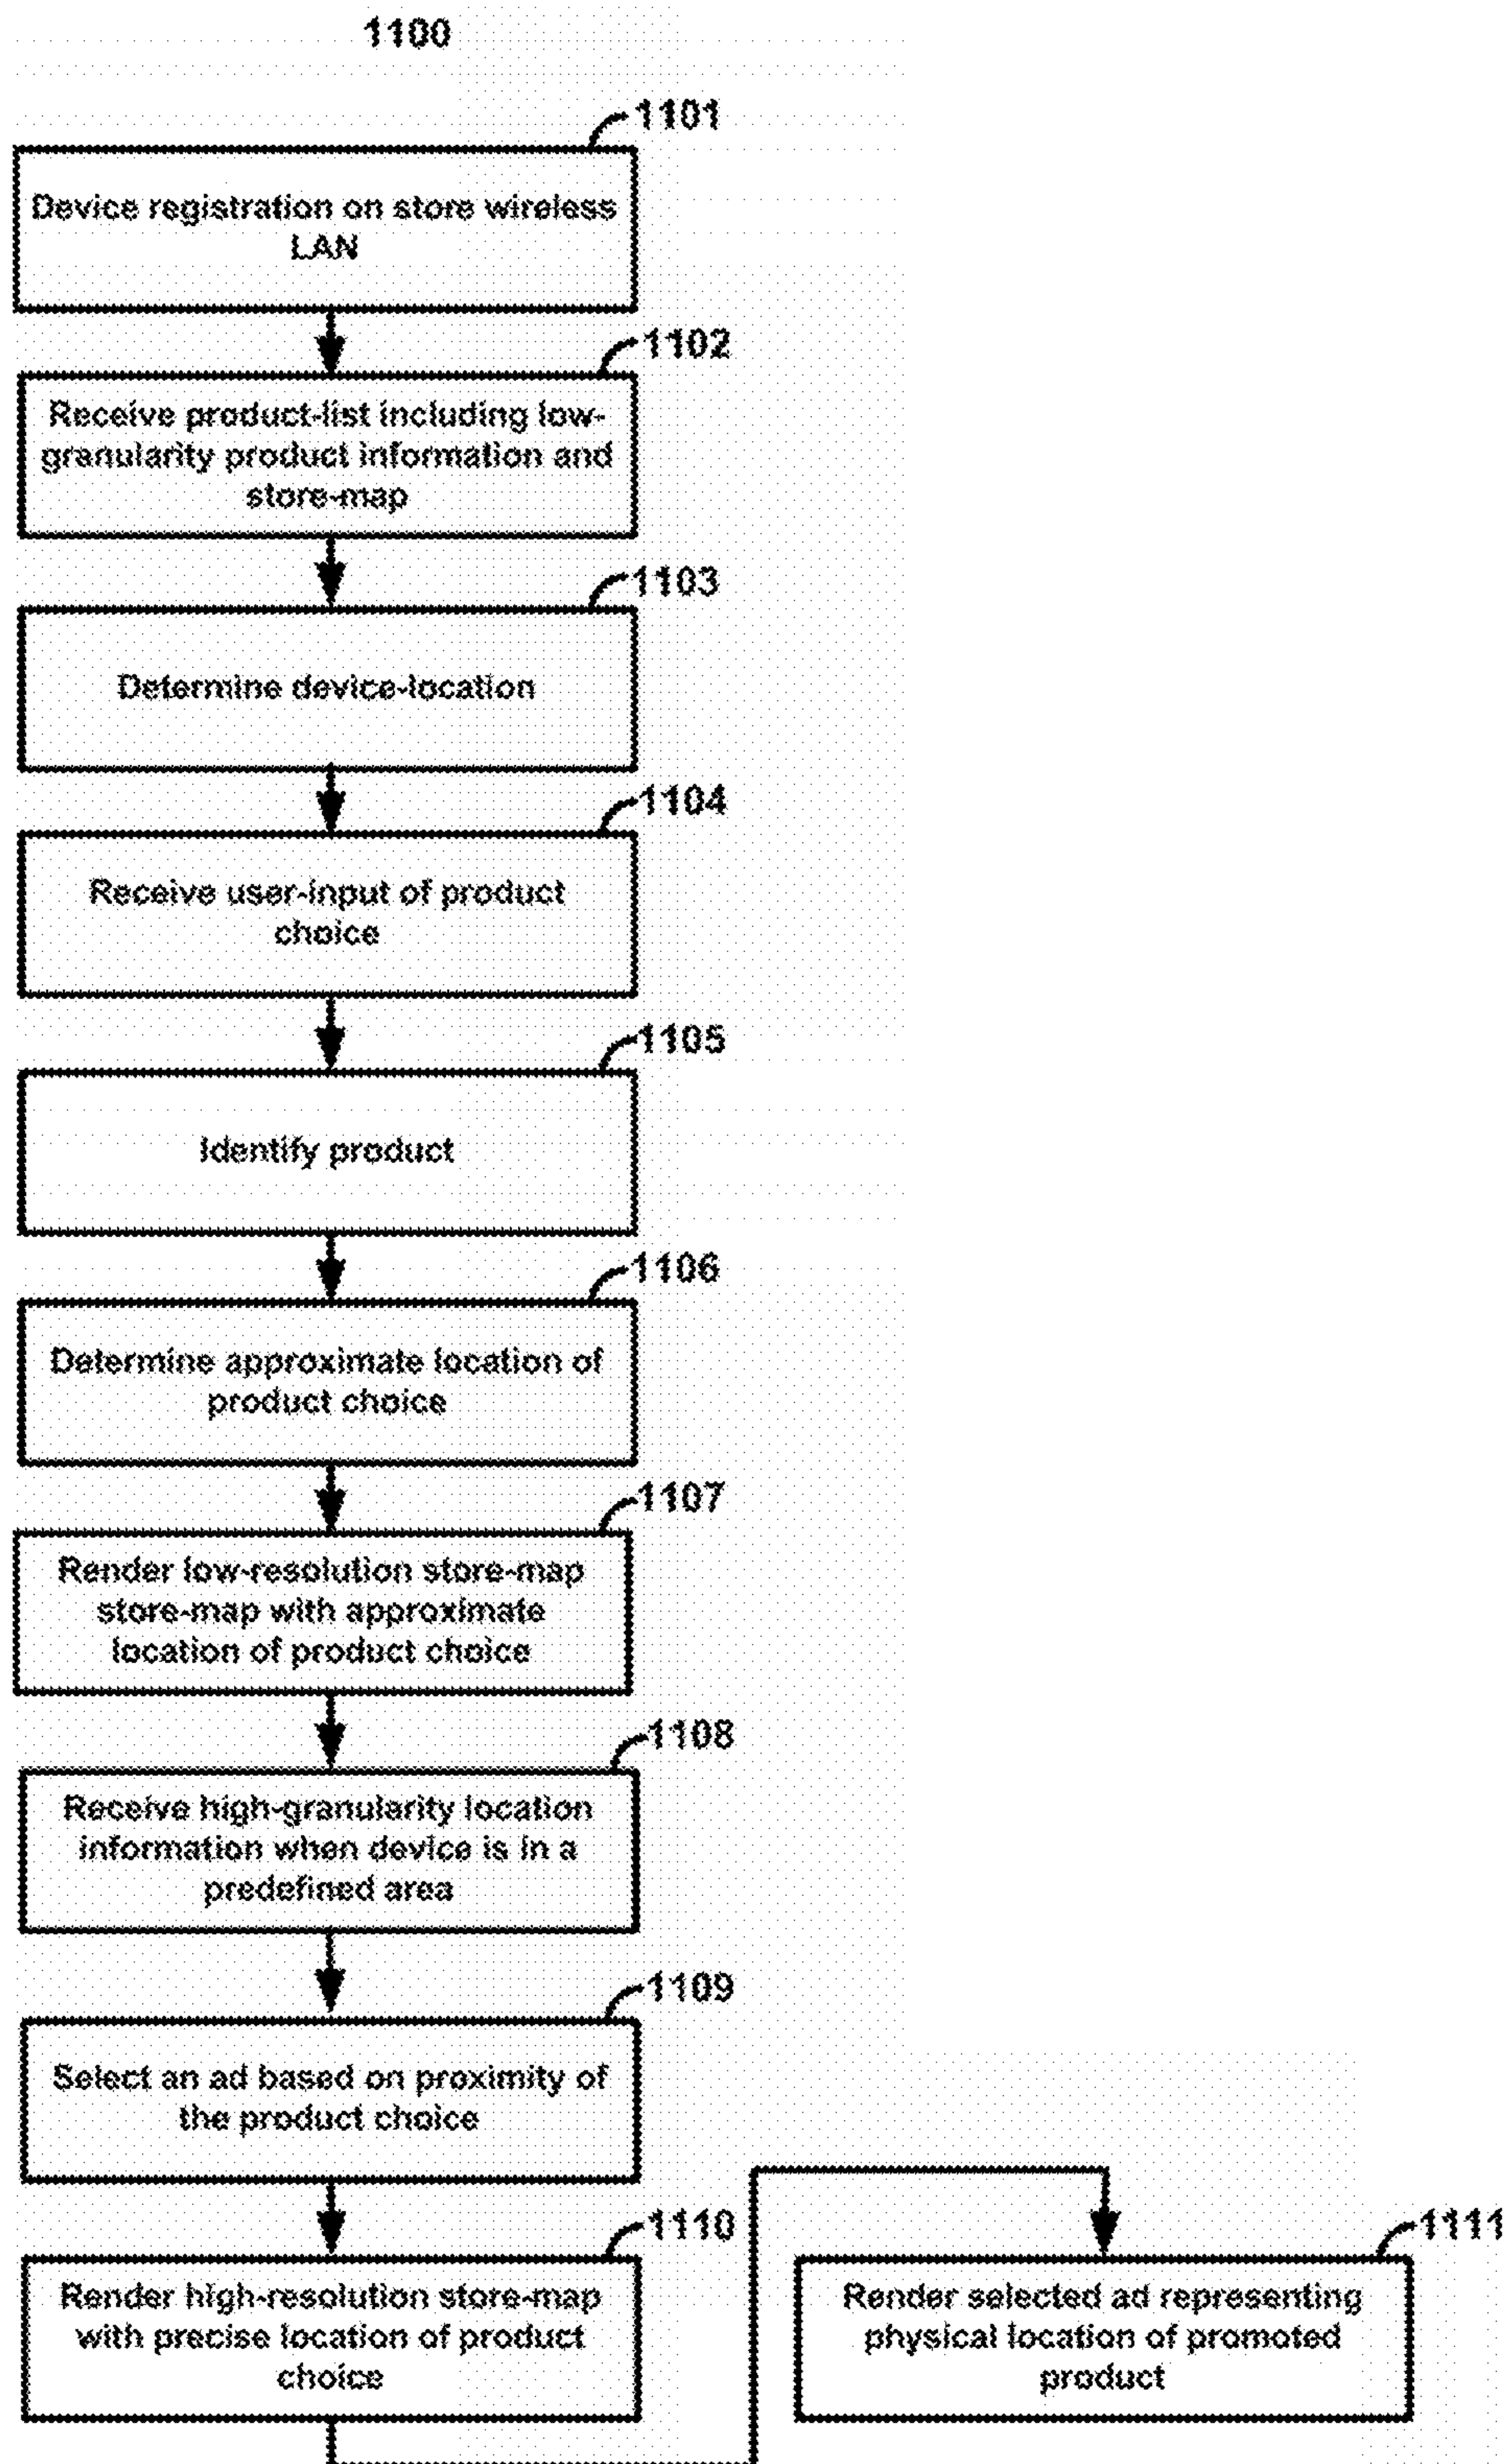 1100
1101
Device registration on store wireless
LAN
1102
Receive product-list including low-
granularity product information and
store-map
1103
Determine device-location
1104
Receive user-input of product
choice
1105
Identify product
1106
Determine approximate location of
product choice
1107
Render low-resolution store-map
store-map with approximate
location of product choice
1108
Receive high-granularity location
information when device is in a
predefined area
1109
Select an ad based on proximity of
the product choice
1110
Render high-resolution store-map
with precise location of product
choice
1111
Render selected ad representing
physical location of promoted
product